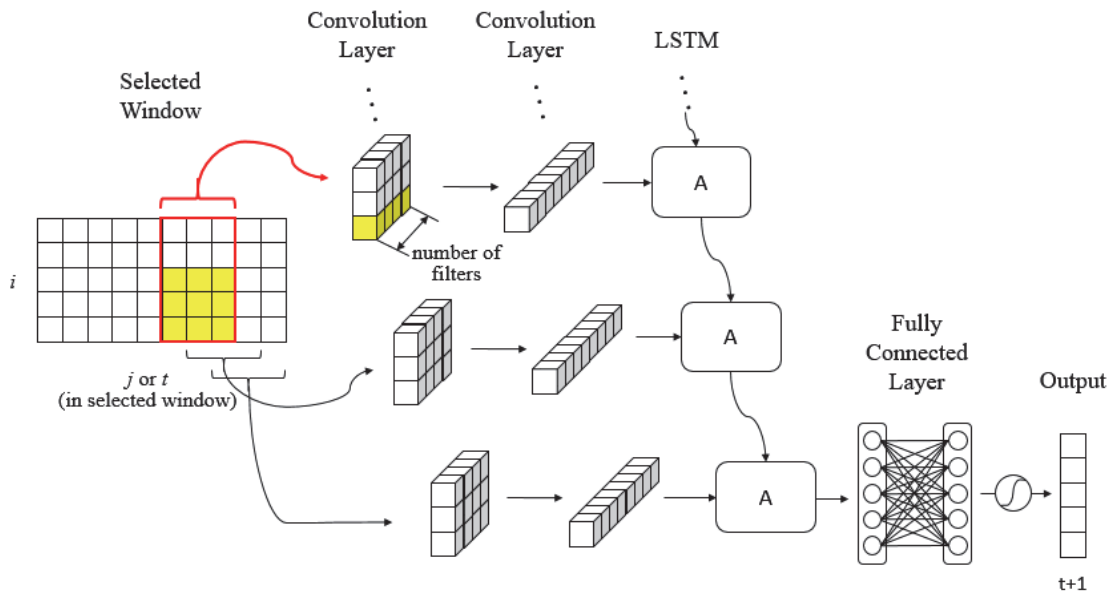 Convolution
Layer
Convolution
Layer
LSTM
Selected
Window
A
number of
filters
i
A
Fully
Connected
Layer
j or t
(in selected window)
Output
A
t+1